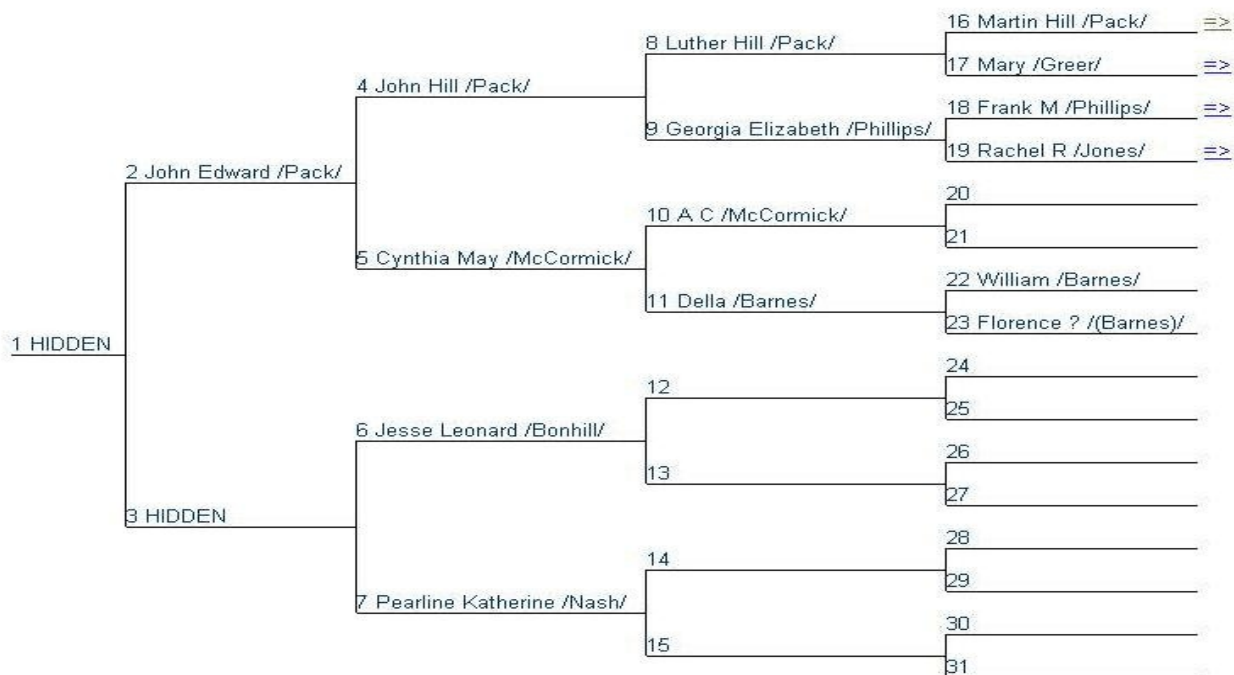 16 Martin Hill /Pack/ =>
8 Luther Hill /Pack/
17 Mary /Greer/ =>
4 John Hill /Pack/
18 Frank M /Phillips/ =>
9 Georgia Elizabeth /Phillips/
19 Rachel R /Jones/ =>
2 John Edward /Pack/
20
10 A C /McCormick/
21
5 Cynthia May /McCormick/
22 William /Barnes/
11 Della /Barnes/
23 Florence ? /(Barnes)/
1 HIDDEN
24
12
25
6 Jesse Leonard /Bonhill/
26
13
27
3 HIDDEN
28
14
29
7 Pearline Katherine /Nash/
30
15
31